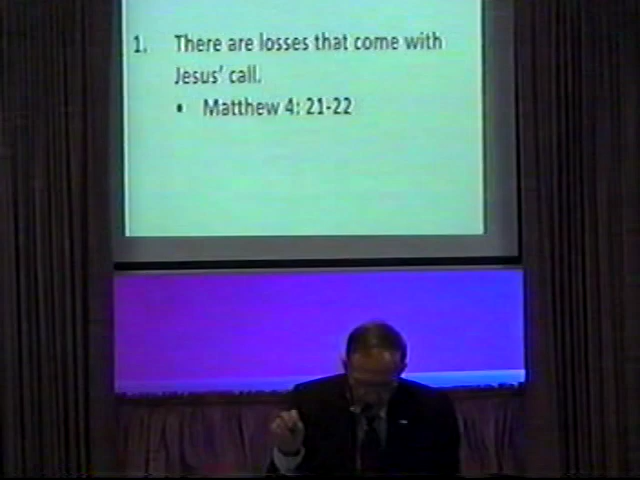 1. There are losses that come with
Jesus' call.
• Matthew 4: 21-22